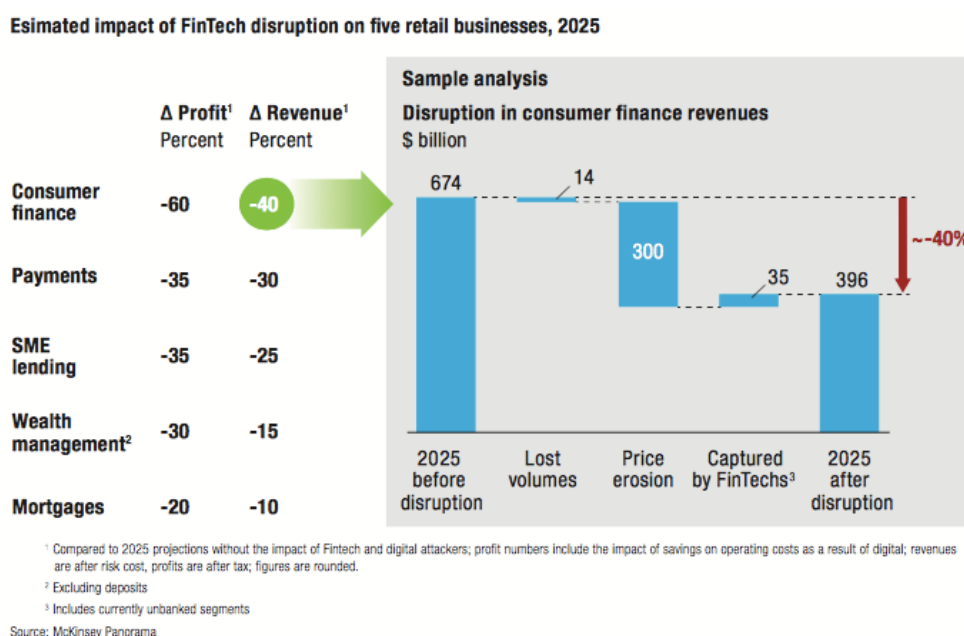 Esimated impact of FinTech disruption on five retail businesses, 2025
Δ Profit¹ Δ Revenue¹
Percent Percent
Consumer
finance
-60 -40
Payments -35 -30
SME
lending
-35 -25
Wealth
management²
-30 -15
Mortgages -20 -10
Sample analysis
Disruption in consumer finance revenues
$ billion
674
14
300
35
396
~-40%
2025
before
disruption
Lost
volumes
Price
erosion
Captured
by FinTechs³
2025
after
disruption
¹ Compared to 2025 projections without the impact of Fintech and digital attackers; profit numbers include the impact of savings on operating costs as a result of digital; revenues
are after risk cost, profits are after tax; figures are rounded.
² Excluding deposits
³ Includes currently unbanked segments
Source: McKinsey Panorama